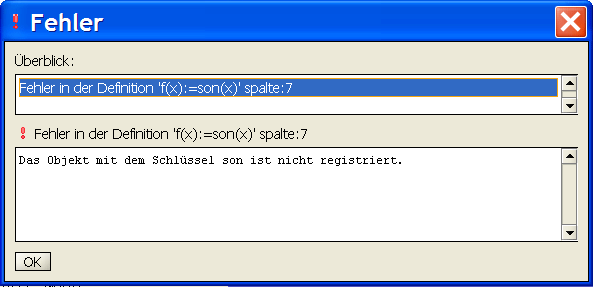 Fehler
Überblick:
Fehler in der Definition 'f(x):=son(x)' spalte:7
Fehler in der Definition 'f(x):=son(x)' spalte:7
Das Objekt mit dem Schlüssel son ist nicht registriert.
OK